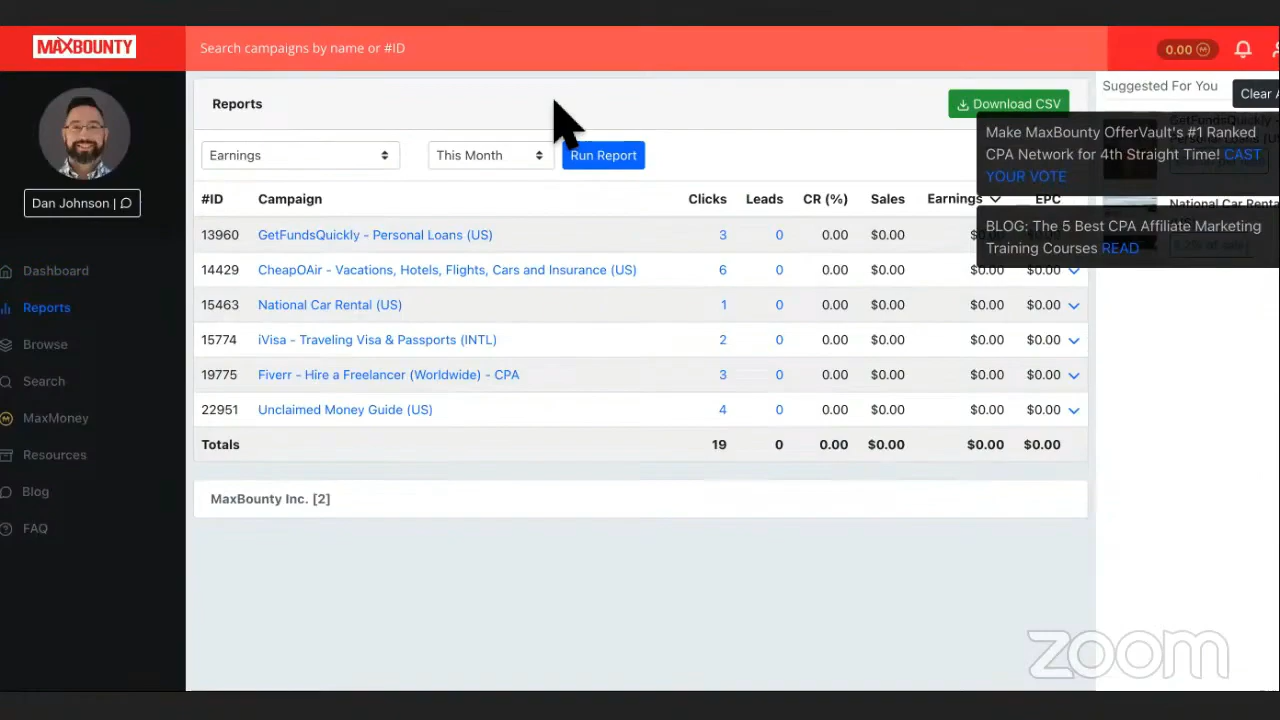 MAXBOUNTY
Search campaigns by name or #ID
0.00
Dan Johnson |
Dashboard
Reports
Browse
Search
MaxMoney
Resources
Blog
FAQ
Reports
Download CSV
Earnings
This Month
Run Report
#ID Campaign Clicks Leads CR (%) Sales Earnings EPC
13960 GetFundsQuickly - Personal Loans (US) 3 0 0.00 $0.00
14429 CheapOAir - Vacations, Hotels, Flights, Cars and Insurance (US) 6 0 0.00 $0.00 $0.00 $0.00
15463 National Car Rental (US) 1 0 0.00 $0.00 $0.00 $0.00
15774 iVisa - Traveling Visa & Passports (INTL) 2 0 0.00 $0.00 $0.00 $0.00
19775 Fiverr - Hire a Freelancer (Worldwide) - CPA 3 0 0.00 $0.00 $0.00 $0.00
22951 Unclaimed Money Guide (US) 4 0 0.00 $0.00 $0.00 $0.00
Totals 19 0 0.00 $0.00 $0.00 $0.00
MaxBounty Inc. [2]
Suggested For You
Clear
GetFundsQuickly -
Make MaxBounty OfferVault's #1 Ranked
CPA Network for 4th Straight Time! CAST
YOUR VOTE
National Car Renta
BLOG: The 5 Best CPA Affiliate Marketing
Training Courses READ
zoom